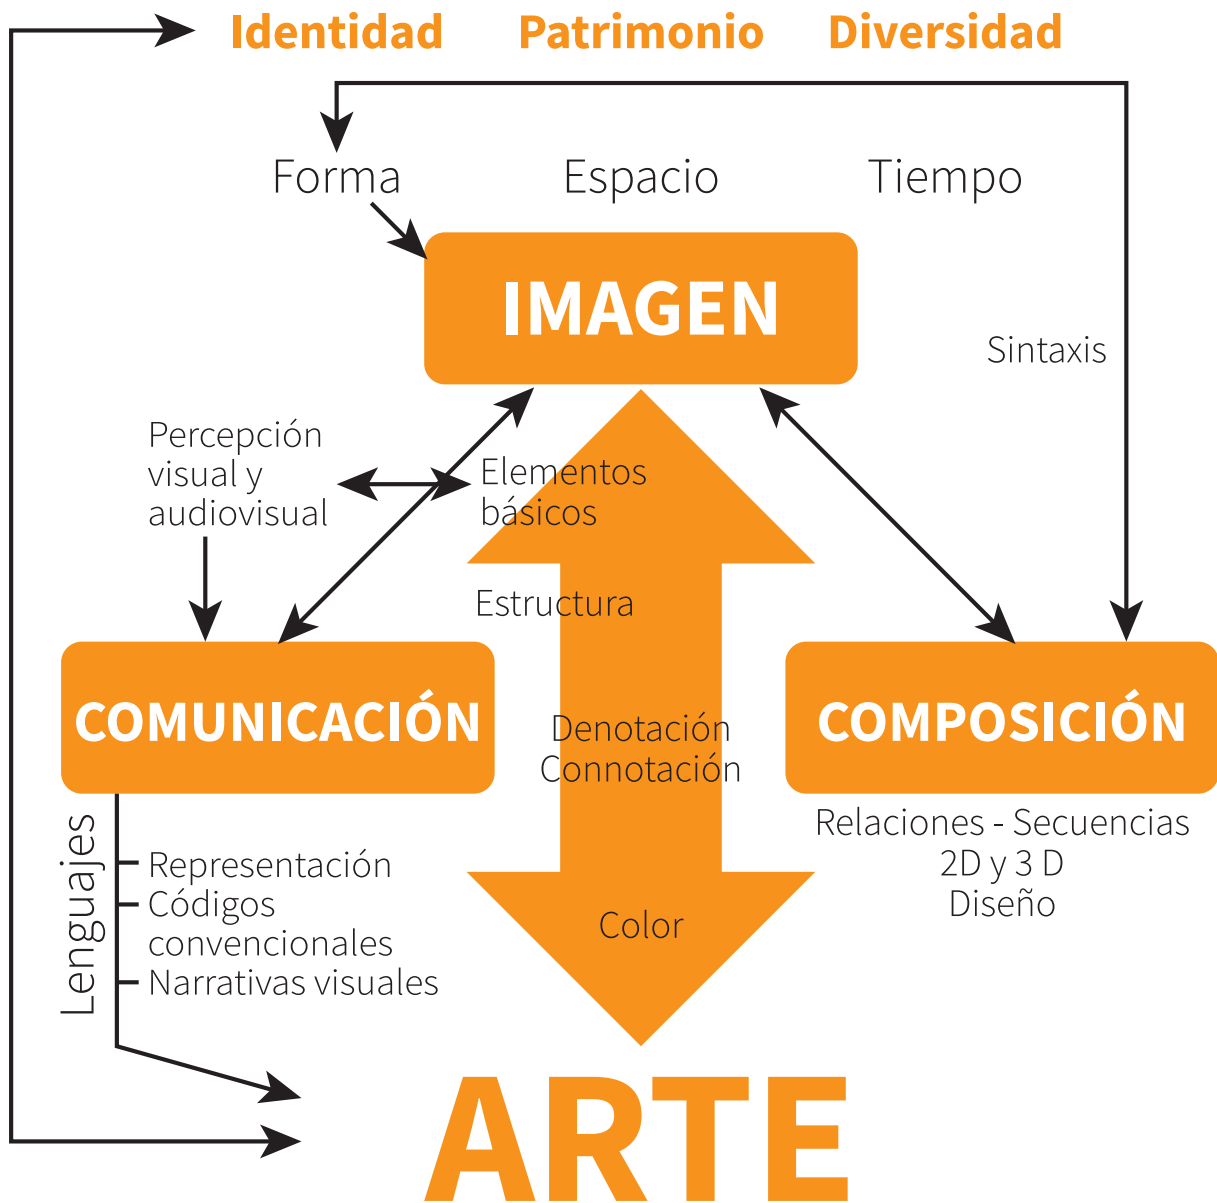 Identidad Patrimonio Diversidad
Forma Espacio Tiempo
IMAGEN
Sintaxis
Percepción
visual y
audiovisual
Elementos
básicos
Estructura
COMUNICACIÓN
Denotación
Connotación
COMPOSICIÓN
Relaciones - Secuencias
2D y 3 D
Diseño
Lenguajes
Representación
Códigos
convencionales
Narrativas visuales
Color
ARTE